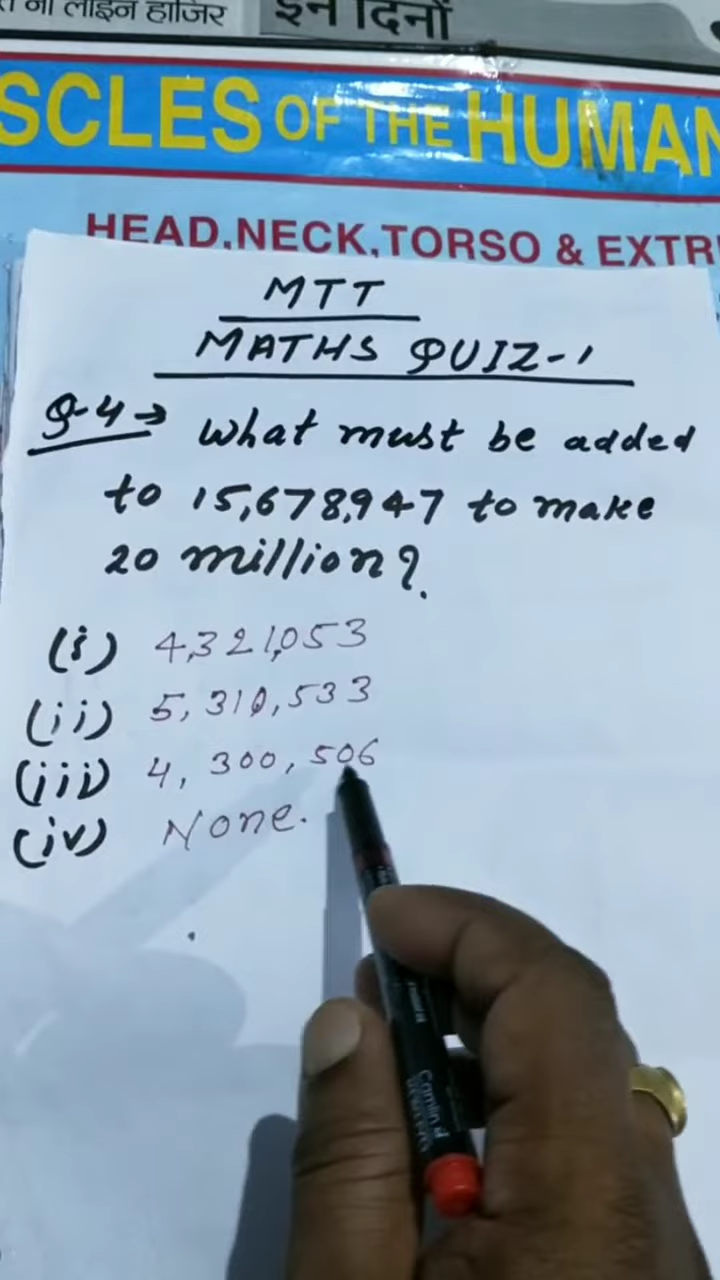 नी लाईन हाजिर
इन दिनों
SCLES OF THE HUMAN
HEAD, NECK, TORSO & EXTR
MTT
MATHS QUIZ-1
Q-4→ What must be added
to 15,678,947 to make
20 million?
(i) 4,321,053
(ii) 5,310,533
(iii) 4, 300, 506
(iv) None.
Camlin